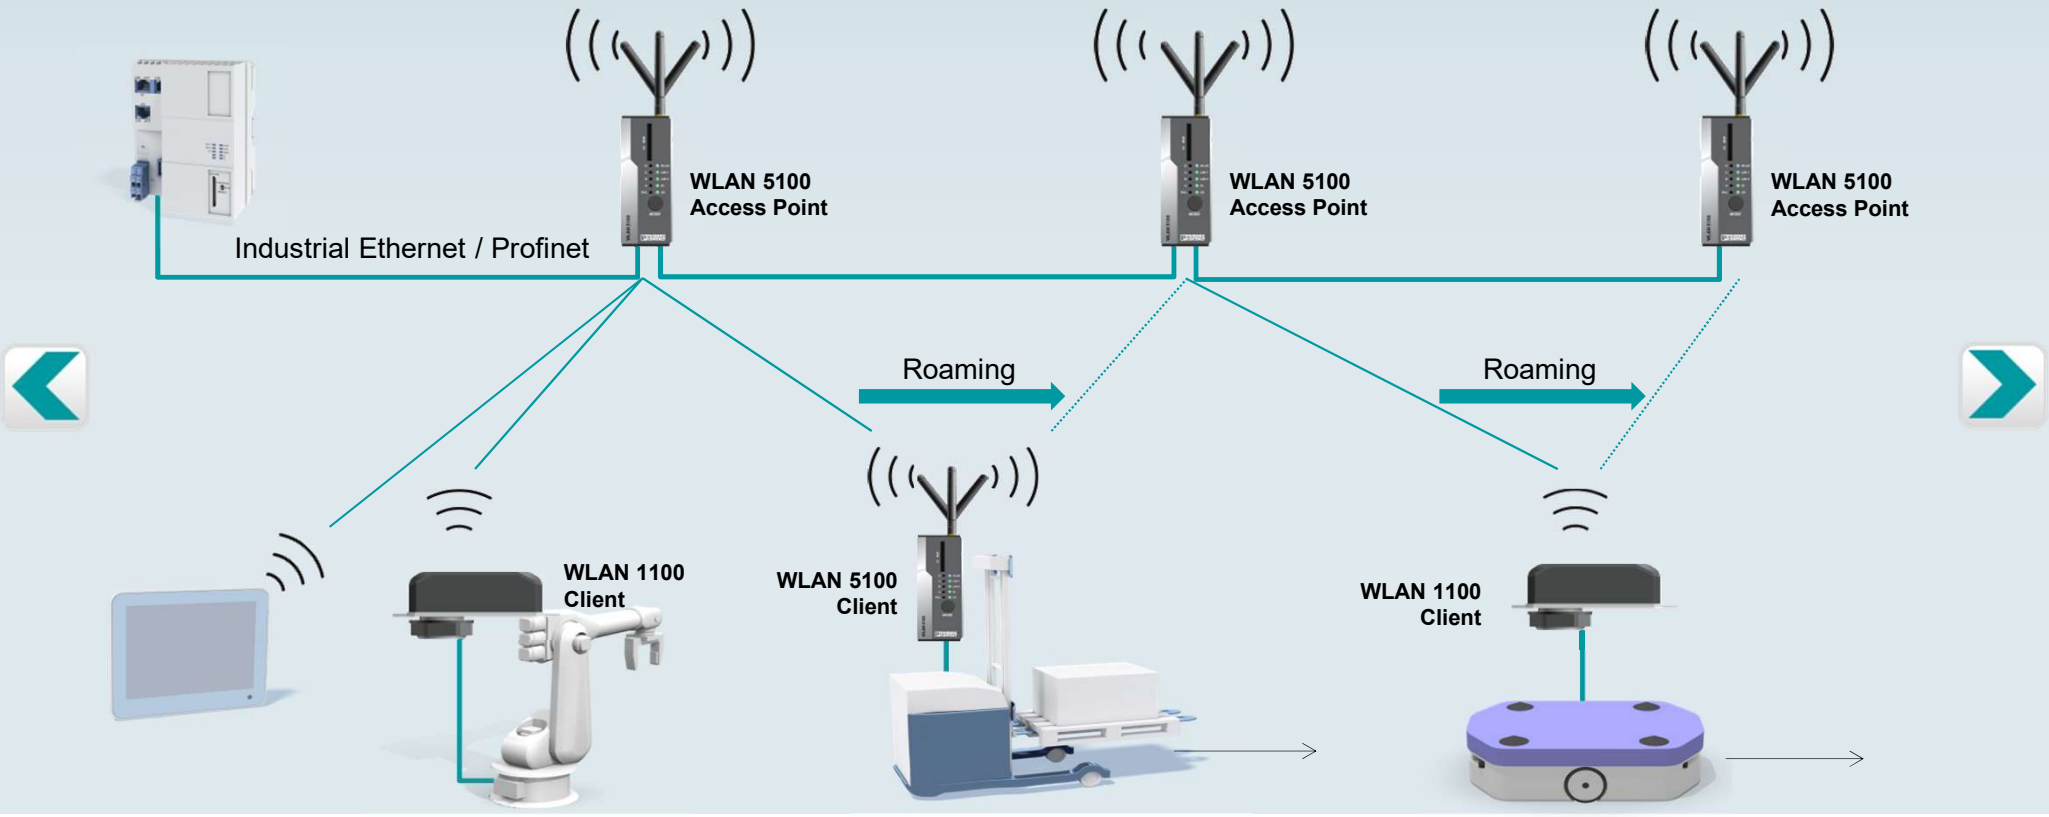 WLAN 5100
Access Point
WLAN 5100
Access Point
WLAN 5100
Access Point
Industrial Ethernet / Profinet
Roaming
Roaming
WLAN 1100
Client
WLAN 5100
Client
WLAN 1100
Client